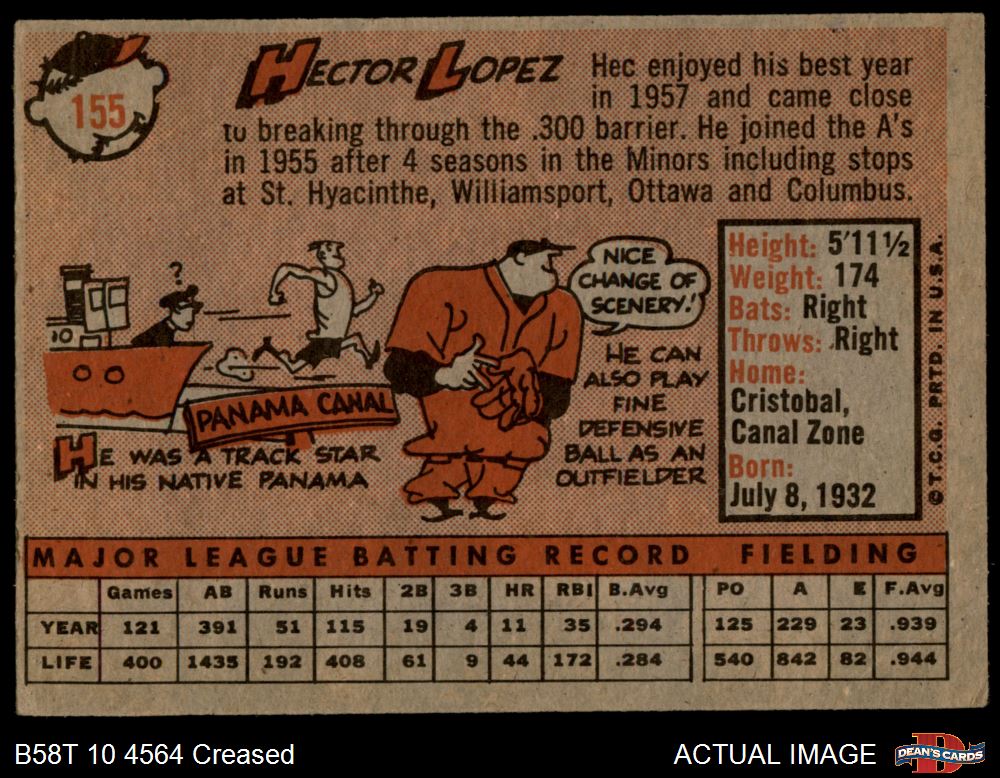 155
HECTOR LOPEZ
Hec enjoyed his best year
in 1957 and came close
to breaking through the .300 barrier. He joined the A's
in 1955 after 4 seasons in the Minors including stops
at St. Hyacinthe, Williamsport, Ottawa and Columbus.
?
10
PANAMA CANAL
HE WAS A TRACK STAR
IN HIS NATIVE PANAMA
NICE
CHANGE OF
SCENERY!
HE CAN
ALSO PLAY
FINE
DEFENSIVE
BALL AS AN
OUTFIELDER
Height: 5'11½
Weight: 174
Bats: Right
Throws: Right
Home:
Cristobal,
Canal Zone
Born:
July 8, 1932
©T.C.G. PRTD. IN U.S.A.
MAJOR LEAGUE BATTING RECORD FIELDING
Games AB Runs Hits 2B 3B HR RBI B.Avg PO A E F.Avg
YEAR 121 391 51 115 19 4 11 35 .294 125 229 23 .939
LIFE 400 1435 192 408 61 9 44 172 .284 540 842 82 .944
B58T 10 4564 Creased
ACTUAL IMAGE
DEAN'S CARDS